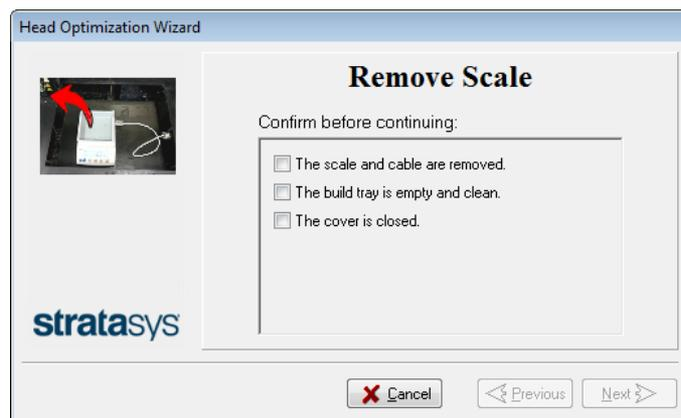 Head Optimization Wizard
Remove Scale
Confirm before continuing:
The scale and cable are removed.
The build tray is empty and clean.
The cover is closed.
stratasys
Cancel
Previous
Next